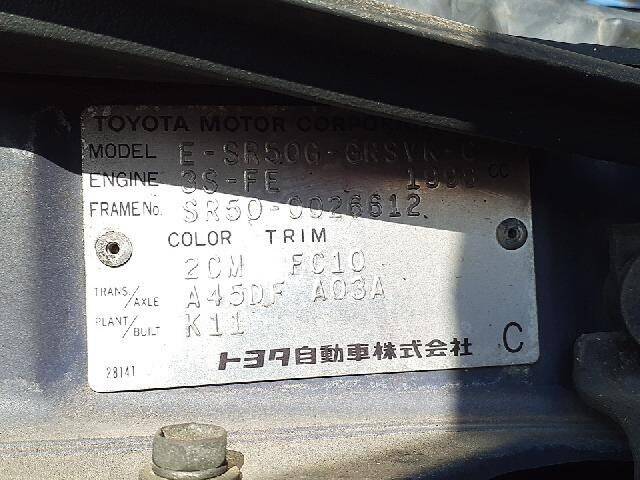 TOYOTA MOTOR CORPORATION
MODEL E-SR50G-GRSVK-C
ENGINE 3S-FE 1998 CC
FRAME No. SR50-0026612
COLOR TRIM
2CM FC10
TRANS./AXLE A45DF A03A
PLANT/BUILT K11
トヨタ自動車株式会社 C
28141